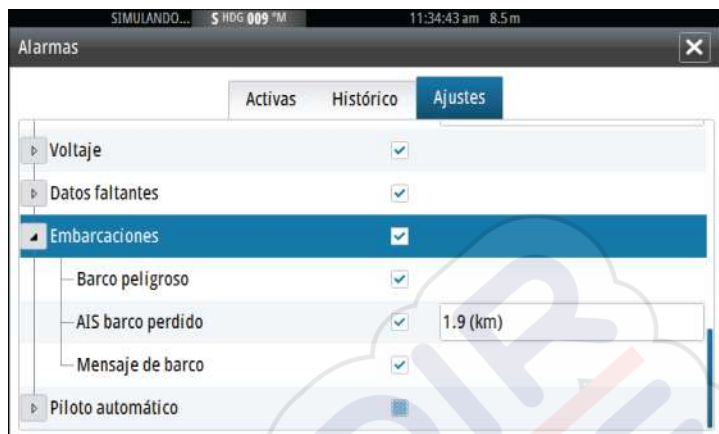 SIMULANDO... S HDG 009 °M 11:34:43 am 8.5 m
Alarmas
Activas Histórico Ajustes
Voltaje
Datos faltantes
Embarcaciones
Barco peligroso
AIS barco perdido 1.9 (km)
Mensaje de barco
Piloto automático